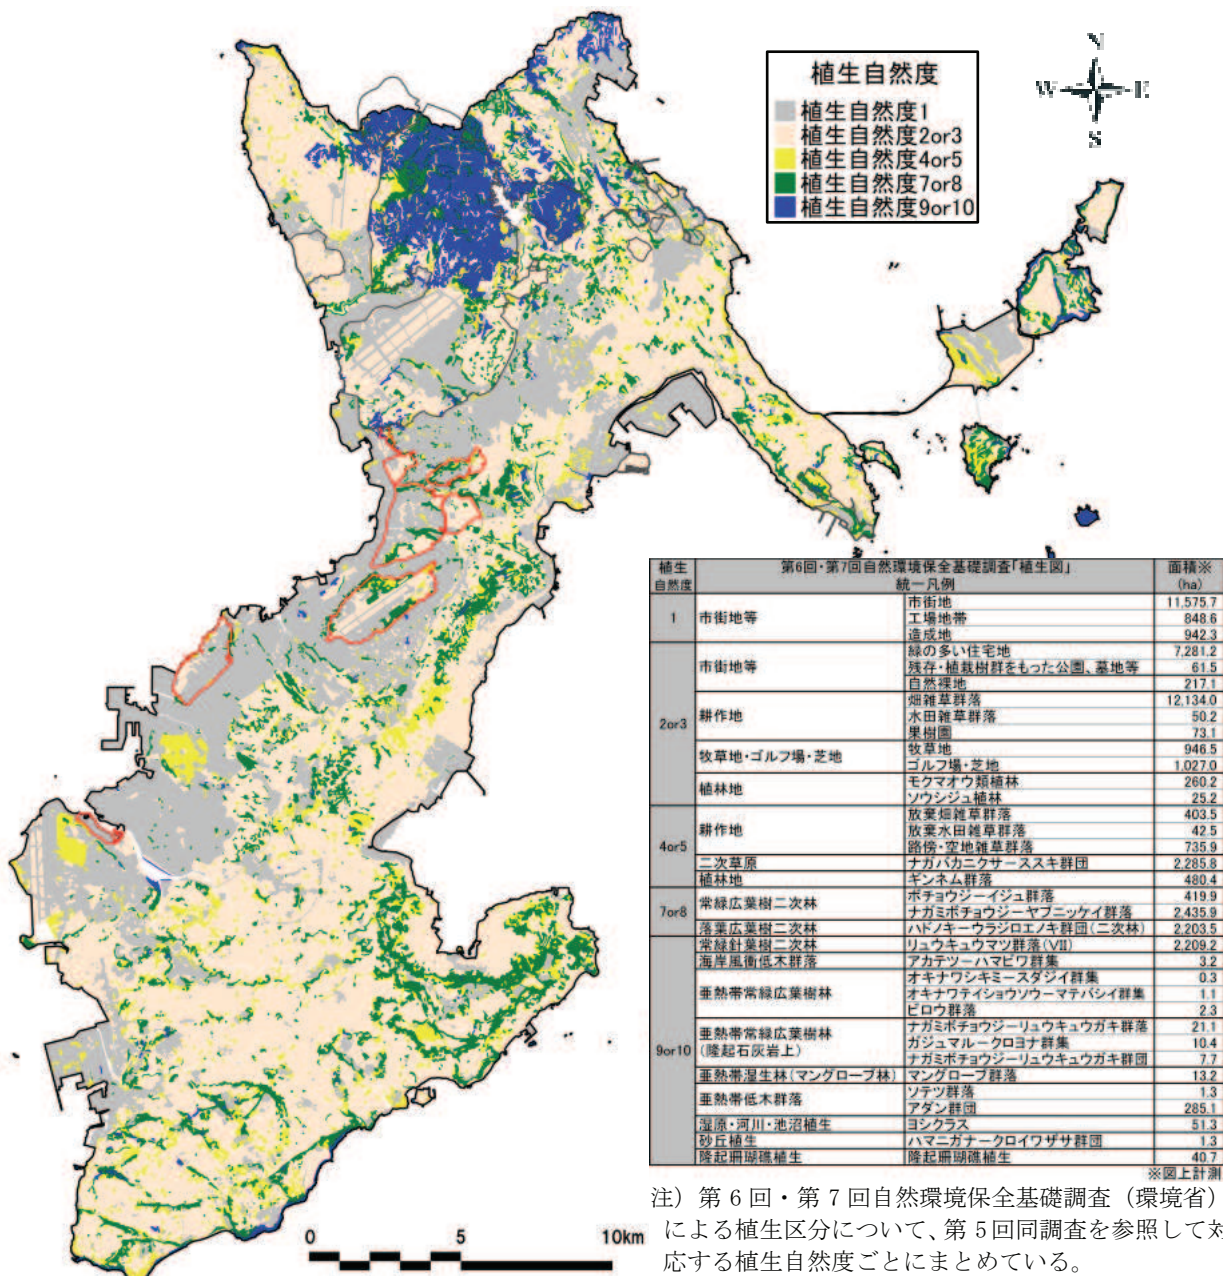 植生自然度
植生自然度1
植生自然度2or3
植生自然度4or5
植生自然度7or8
植生自然度9or10
N
W E
S
植生自然度 第6回・第7回自然環境保全基礎調査「植生図」統一凡例 面積※(ha)
1 市街地等 市街地 11,575.7
工場地帯 848.6
造成地 942.3
2or3 市街地等 緑の多い住宅地 7,281.2
残存・植栽樹群をもった公園、墓地等 61.5
自然裸地 217.1
耕作地 畑雑草群落 12,134.0
水田雑草群落 50.2
果樹園 73.1
牧草地・ゴルフ場・芝地 牧草地 946.5
ゴルフ場・芝地 1,027.0
植林地 モクマオウ類植林 260.2
ソウシジュ植林 25.2
4or5 耕作地 放棄畑雑草群落 403.5
放棄水田雑草群落 42.5
路傍・空地雑草群落 735.9
二次草原 ナガバカニクサーススキ群団 2,285.8
植林地 ギンネム群落 480.4
7or8 常緑広葉樹二次林 ボチョウジーイジュ群落 419.9
ナガミボチョウジーヤブニッケイ群落 2,435.9
落葉広葉樹二次林 ハドノキーウラジロエノキ群団(二次林) 2,203.5
9or10 常緑針葉樹二次林 リュウキュウマツ群落(VII) 2,209.2
海岸風衝低木群落 アカテツーハマビワ群集 3.2
亜熱帯常緑広葉樹林 オキナワシキミースダジイ群集 0.3
オキナワテイショウソウーマテバシイ群集 1.1
ビロウ群落 2.3
亜熱帯常緑広葉樹林(隆起石灰岩上) ナガミボチョウジーリュウキュウガキ群落 21.1
ガジュマルークロヨナ群集 10.4
ナガミボチョウジーリュウキュウガキ群団 7.7
亜熱帯湿生林(マングローブ林) マングローブ群落 13.2
亜熱帯低木群落 ソテツ群落 1.3
アダン群団 285.1
湿原・河川・池沼植生 ヨシクラス 51.3
砂丘植生 ハマニガナークロイワザサ群団 1.3
隆起珊瑚礁植生 隆起珊瑚礁植生 40.7
※図上計測
0 5 10km
注）第6回・第7回自然環境保全基礎調査（環境省）
による植生区分について、第5回同調査を参照して対
応する植生自然度ごとにまとめている。